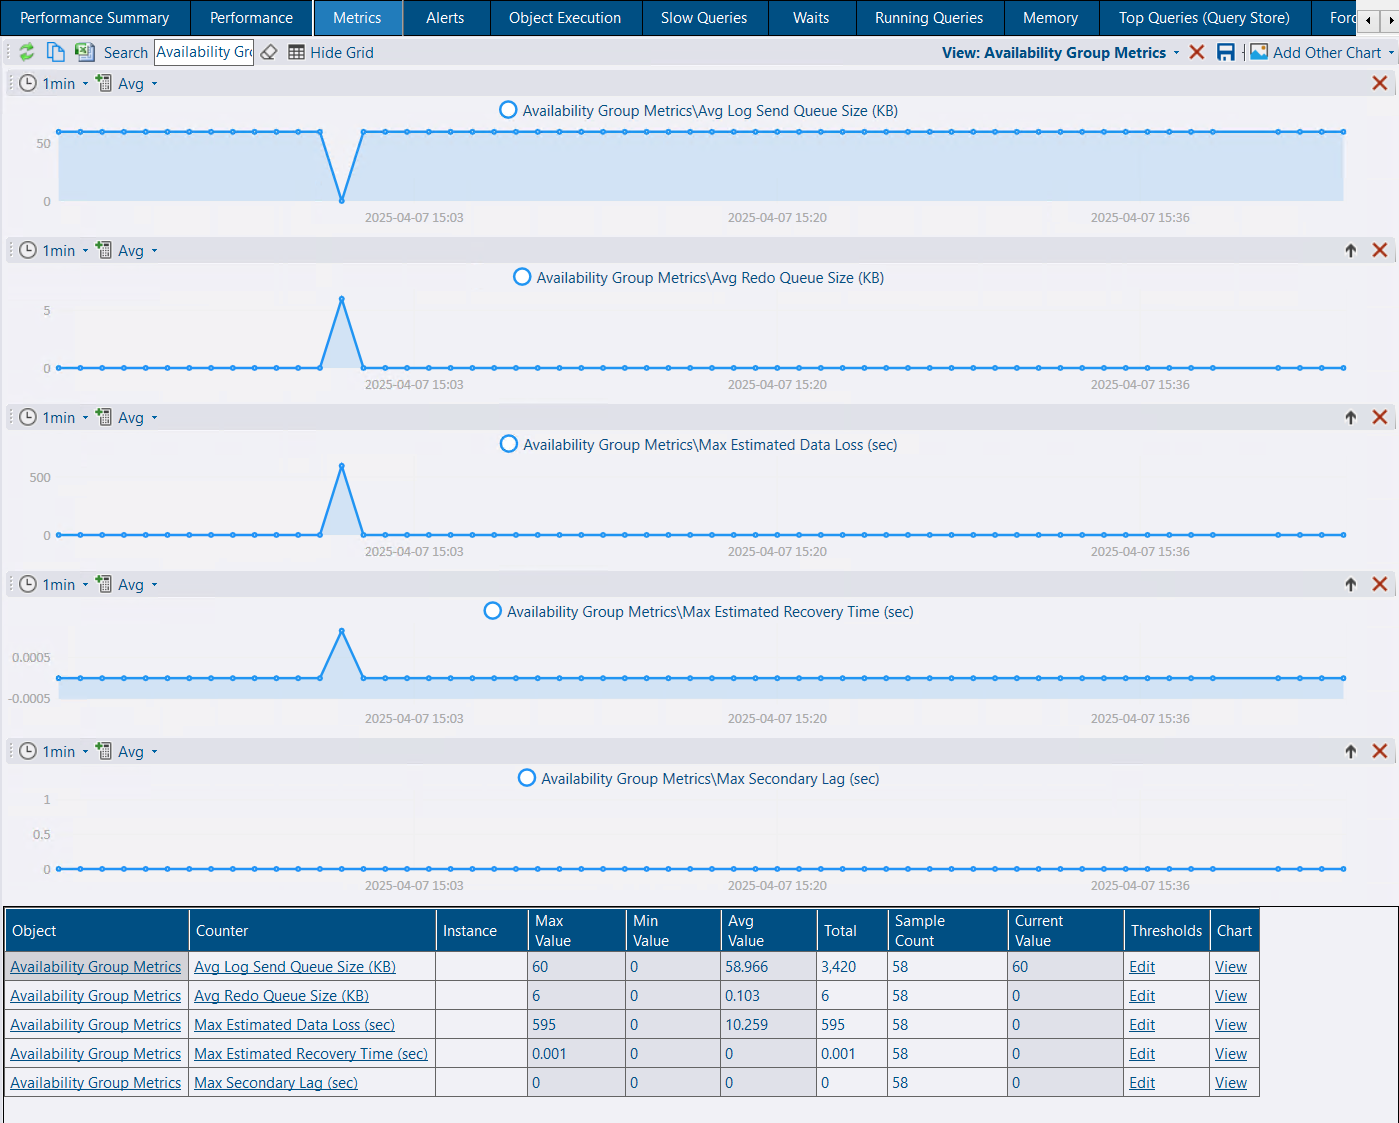 Performance Summary Performance Metrics Alerts Object Execution Slow Queries Waits Running Queries Memory Top Queries (Query Store)
Search Availability Hide Grid View: Availability Group Metrics Add Other Chart
1min Avg
Availability Group Metrics\Avg Log Send Queue Size (KB)
50
0
2025-04-07 15:03 2025-04-07 15:20 2025-04-07 15:36
1min Avg
Availability Group Metrics\Avg Redo Queue Size (KB)
5
0
2025-04-07 15:03 2025-04-07 15:20 2025-04-07 15:36
1min Avg
Availability Group Metrics\Max Estimated Data Loss (sec)
500
0
2025-04-07 15:03 2025-04-07 15:20 2025-04-07 15:36
1min Avg
Availability Group Metrics\Max Estimated Recovery Time (sec)
0.0005
-0.0005
2025-04-07 15:03 2025-04-07 15:20 2025-04-07 15:36
1min Avg
Availability Group Metrics\Max Secondary Lag (sec)
1
0.5
0
2025-04-07 15:03 2025-04-07 15:20 2025-04-07 15:36
Object Counter Instance Max Value Min Value Avg Value Total Sample Count Current Value Thresholds Chart
Availability Group Metrics Avg Log Send Queue Size (KB) 60 0 58.966 3,420 58 60 Edit View
Availability Group Metrics Avg Redo Queue Size (KB) 6 0 0.103 6 58 0 Edit View
Availability Group Metrics Max Estimated Data Loss (sec) 595 0 10.259 595 58 0 Edit View
Availability Group Metrics Max Estimated Recovery Time (sec) 0.001 0 0 0.001 58 0 Edit View
Availability Group Metrics Max Secondary Lag (sec) 0 0 0 0 58 0 Edit View